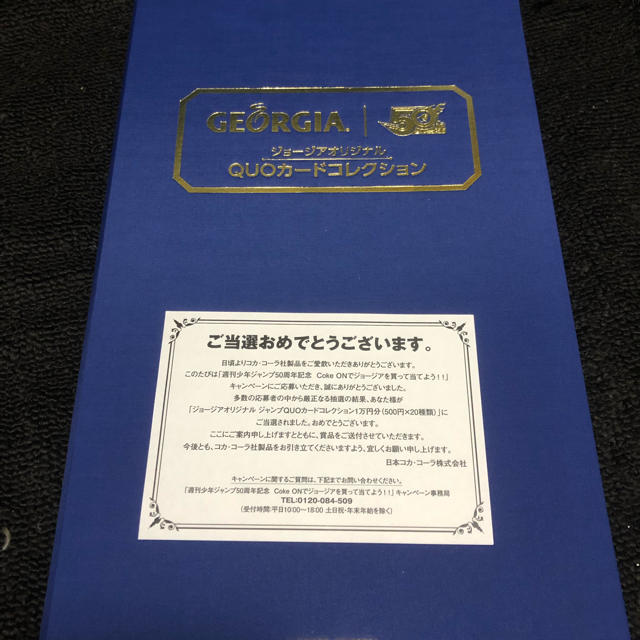 GEORGIA.
50
ジョージアオリジナル
QUOカードコレクション
ご当選おめでとうございます。
日頃よりコカ・コーラ社製品をご愛飲いただきありがとうございます。
このたびは「週刊少年ジャンプ50周年記念 Coke ONでジョージアを買って当てよう!!」
キャンペーンにご応募いただき、誠にありがとうございました。
多数の応募者の中から厳正なる抽選の結果、あなた様が
「ジョージアオリジナル ジャンプQUOカードコレクション1万円分(500円×20種類)」に
ご当選されました。おめでとうございます。
ここにご案内申し上げますとともに、賞品をご送付させていただきます。
今後とも、コカ・コーラ社製品をお引き立てくださいますよう、宜しくお願い申し上げます。
日本コカ・コーラ株式会社
キャンペーンに関するご質問は、下記までお問い合わせください。
「週刊少年ジャンプ50周年記念 Coke ONでジョージアを買って当てよう!!」キャンペーン事務局
TEL:0120-084-509
(受付時間:平日10:00~18:00 土日祝・年末年始を除く)